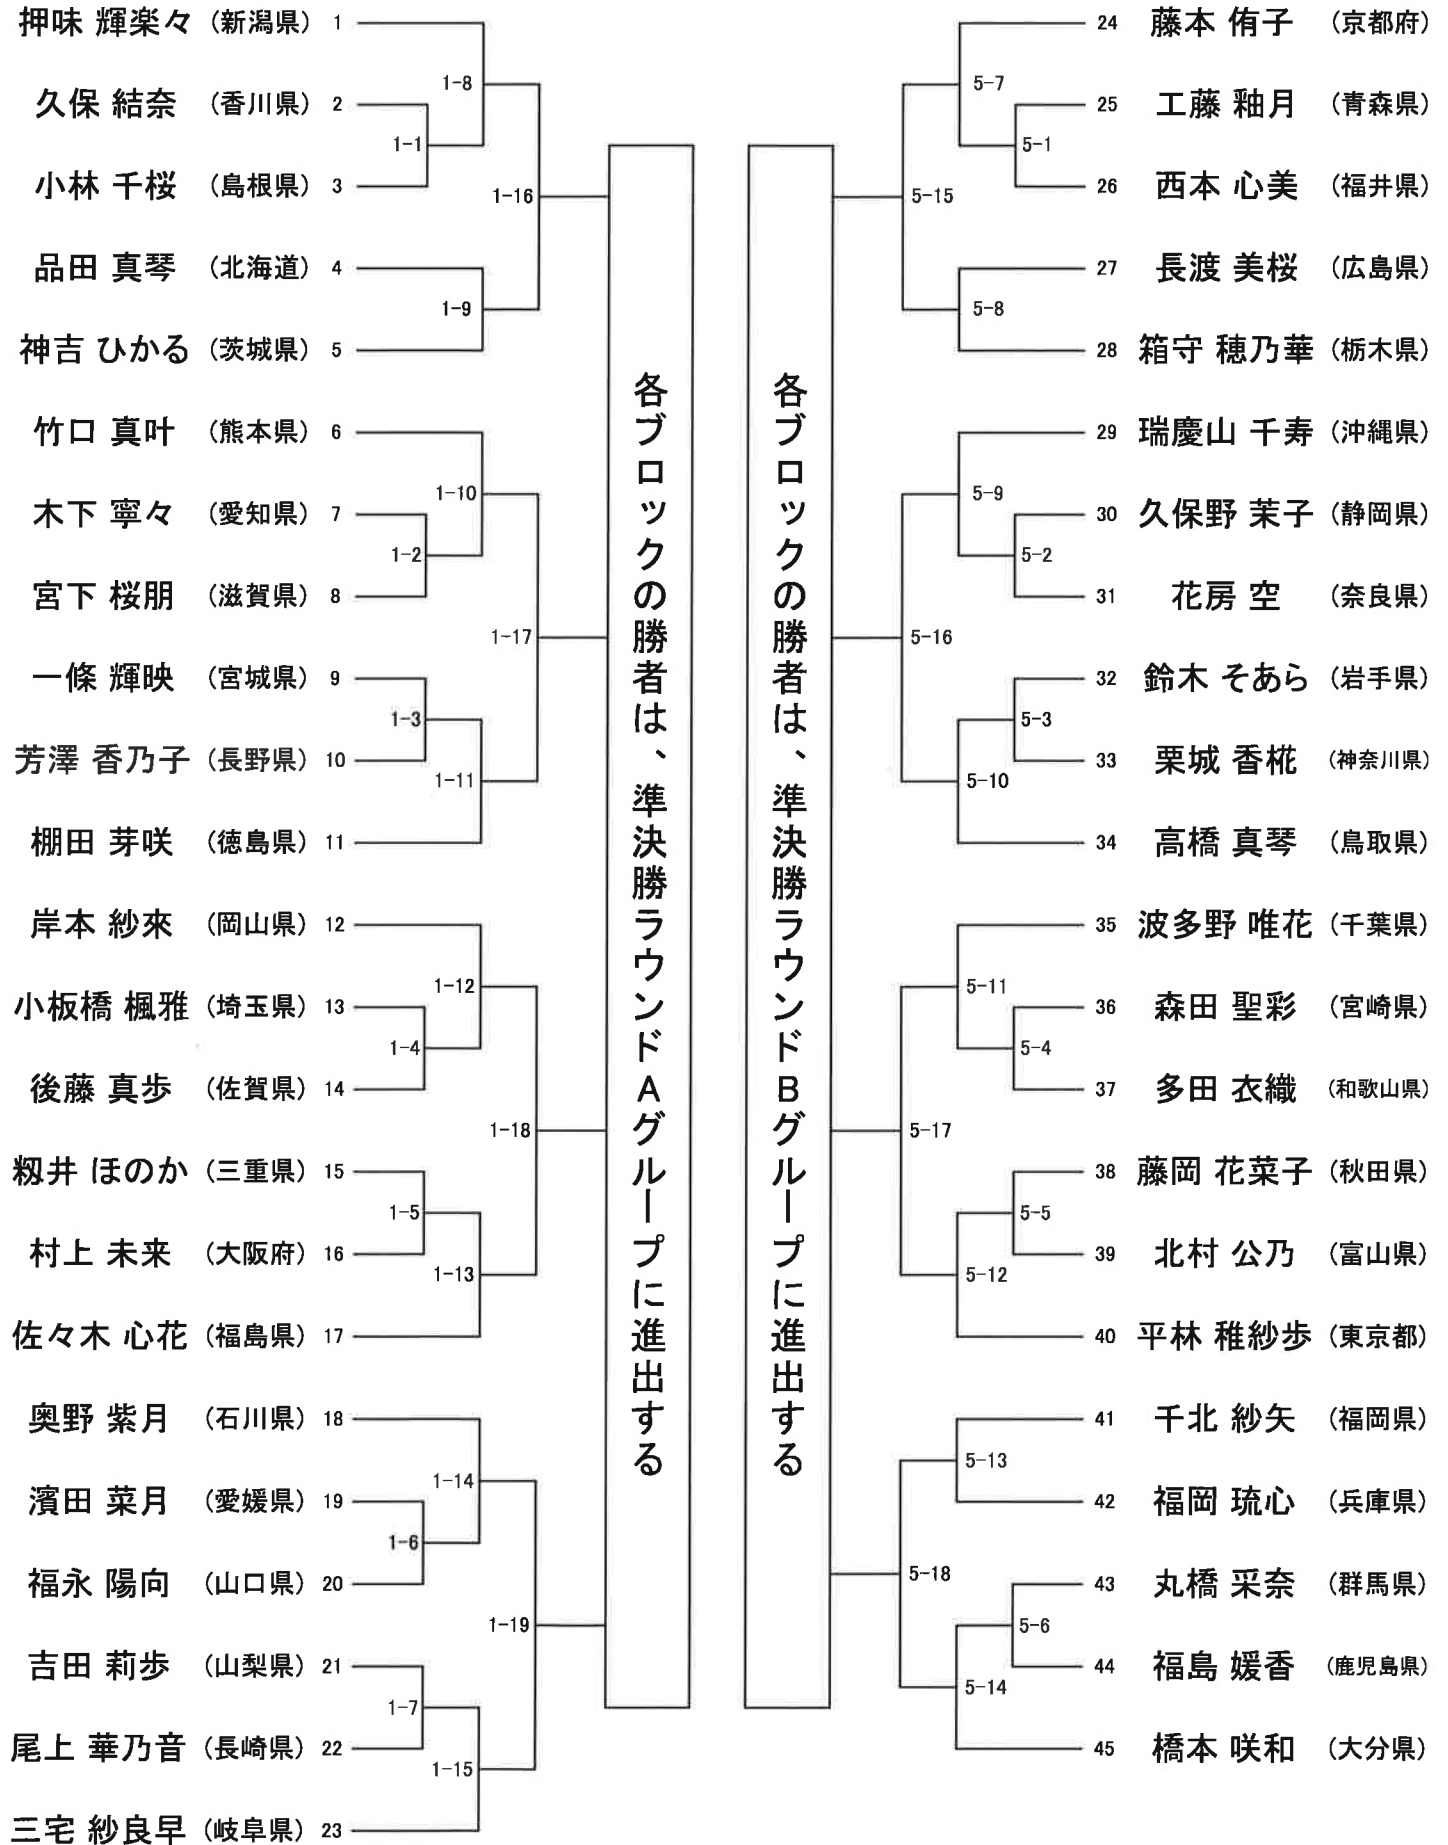 押味 輝楽々 (新潟県) 1
1-8
久保 結奈 (香川県) 2
1-1
小林 千桜 (島根県) 3
1-16
品田 真琴 (北海道) 4
1-9
神吉 ひかる (茨城県) 5
竹口 真叶 (熊本県) 6
1-10
木下 寧々 (愛知県) 7
1-2
宮下 桜朋 (滋賀県) 8
1-17
一條 輝映 (宮城県) 9
1-3
芳澤 香乃子 (長野県) 10
1-11
棚田 芽咲 (徳島県) 11
岸本 紗來 (岡山県) 12
1-12
小板橋 楓雅 (埼玉県) 13
1-4
後藤 真歩 (佐賀県) 14
1-18
籾井 ほのか (三重県) 15
1-5
村上 未来 (大阪府) 16
1-13
佐々木 心花 (福島県) 17
奥野 紫月 (石川県) 18
1-14
濱田 菜月 (愛媛県) 19
1-6
福永 陽向 (山口県) 20
1-19
吉田 莉歩 (山梨県) 21
1-7
尾上 華乃音 (長崎県) 22
1-15
三宅 紗良早 (岐阜県) 23
各ブロックの勝者は、準決勝ラウンドAグループに進出する
各ブロックの勝者は、準決勝ラウンドBグループに進出する
24 藤本 侑子 (京都府)
5-7
25 工藤 釉月 (青森県)
5-1
26 西本 心美 (福井県)
5-15
27 長渡 美桜 (広島県)
5-8
28 箱守 穂乃華 (栃木県)
29 瑞慶山 千寿 (沖縄県)
5-9
30 久保野 茉子 (静岡県)
5-2
31 花房 空 (奈良県)
5-16
32 鈴木 そあら (岩手県)
5-3
33 栗城 香椛 (神奈川県)
5-10
34 高橋 真琴 (鳥取県)
35 波多野 唯花 (千葉県)
5-11
36 森田 聖彩 (宮崎県)
5-4
37 多田 衣織 (和歌山県)
5-17
38 藤岡 花菜子 (秋田県)
5-5
39 北村 公乃 (富山県)
5-12
40 平林 稚紗歩 (東京都)
41 千北 紗矢 (福岡県)
5-13
42 福岡 琉心 (兵庫県)
5-18
43 丸橋 采奈 (群馬県)
5-6
44 福島 媛香 (鹿児島県)
5-14
45 橋本 咲和 (大分県)